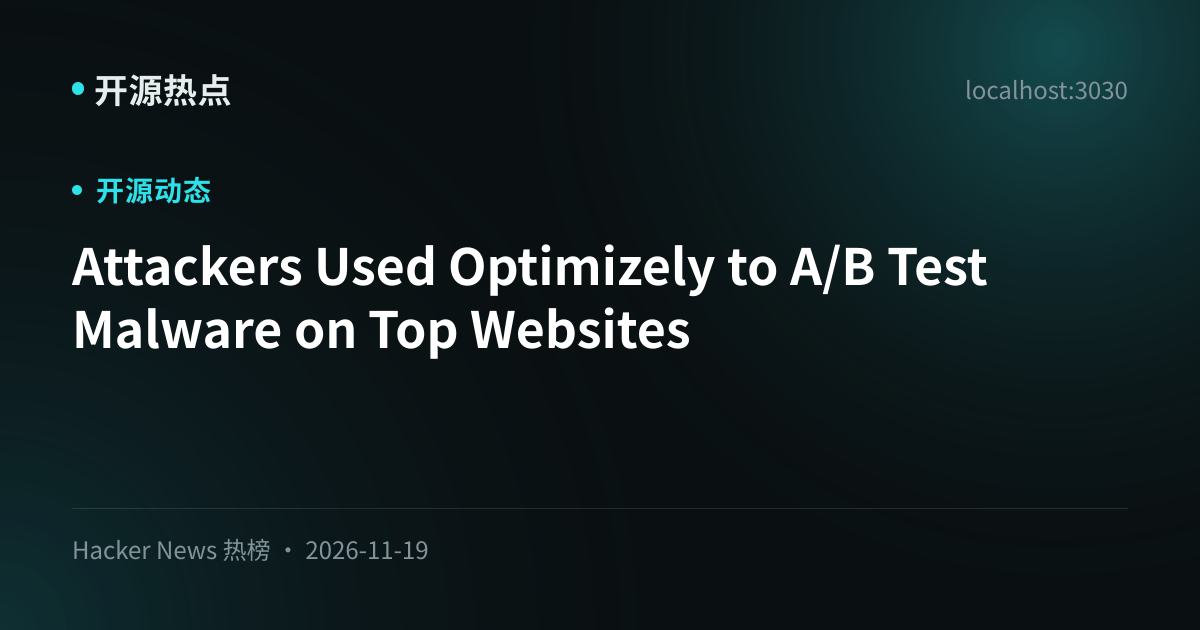 开源热点
localhost:3030
开源动态
Attackers Used Optimizely to A/B Test
Malware on Top Websites
Hacker News 热榜 · 2026-11-19